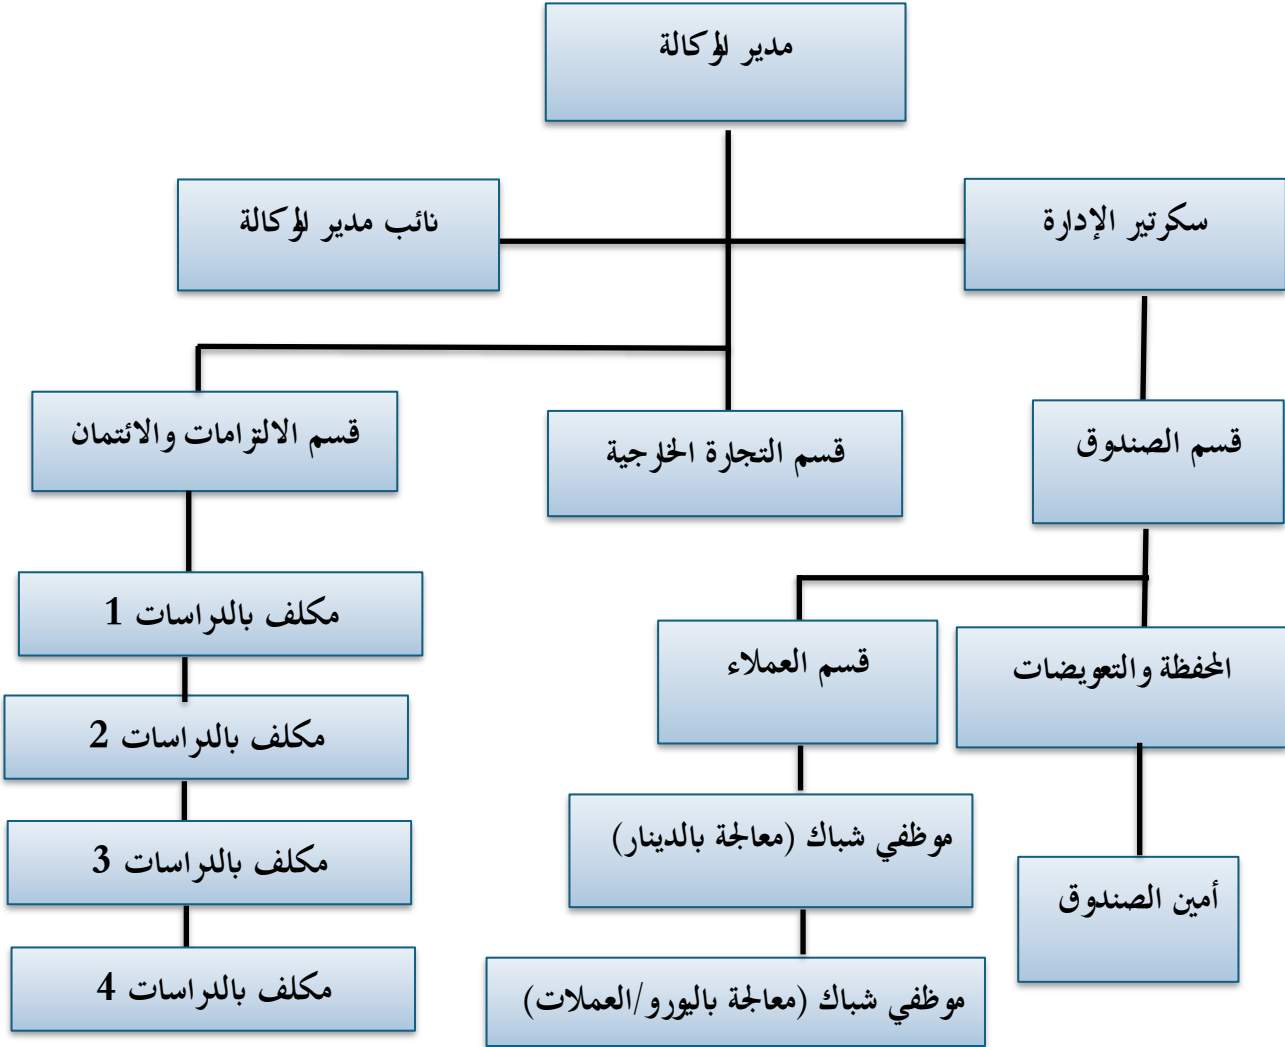 مدير الوكالة
سكرتير الإدارة
نائب مدير الوكالة
قسم الصندوق
قسم التجارة الخارجية
قسم الالتزامات والائتمان
مكلف بالدراسات 1
المحفظة والتعويضات
قسم العملاء
مكلف بالدراسات 2
موظفي شباك (معالجة بالدينار)
مكلف بالدراسات 3
أمين الصندوق
مكلف بالدراسات 4
موظفي شباك (معالجة باليورو/العملات)